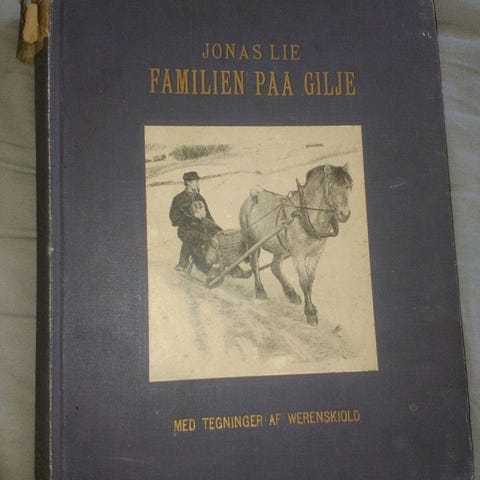 JONAS LIE
FAMILIEN PAA GILJE
MED TEGNINGER AF WERENSKIOLD